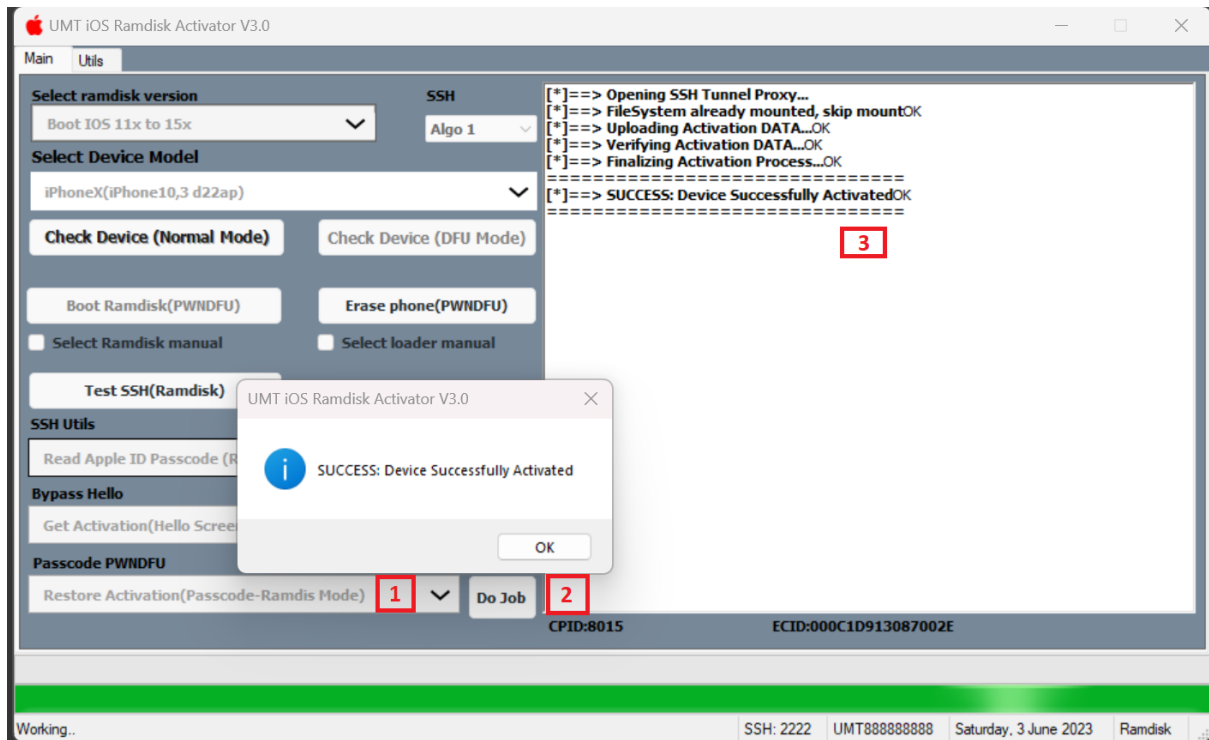 UMT iOS Ramdisk Activator V3.0
Main Utils
Select ramdisk version SSH
Boot IOS 11x to 15x Algo 1
Select Device Model
iPhoneX(iPhone10,3 d22ap)
Check Device (Normal Mode) Check Device (DFU Mode)
Boot Ramdisk(PWNDFU) Erase phone(PWNDFU)
Select Ramdisk manual Select loader manual
Test SSH(Ramdisk)
SSH Utils
Read Apple ID Passcode (R
Bypass Hello
Get Activation(Hello Scree
Passcode PWNDFU
Restore Activation(Passcode-Ramdis Mode) 1 Do Job 2
[*]==> Opening SSH Tunnel Proxy...
[*]==> FileSystem already mounted, skip mountOK
[*]==> Uploading Activation DATA...OK
[*]==> Verifying Activation DATA...OK
[*]==> Finalizing Activation Process...OK
===============================
[*]==> SUCCESS: Device Successfully ActivatedOK
===============================
3
UMT iOS Ramdisk Activator V3.0
i
SUCCESS: Device Successfully Activated
OK
CPID:8015 ECID:000C1D913087002E
Working.. SSH: 2222 UMT888888888 Saturday, 3 June 2023 Ramdisk